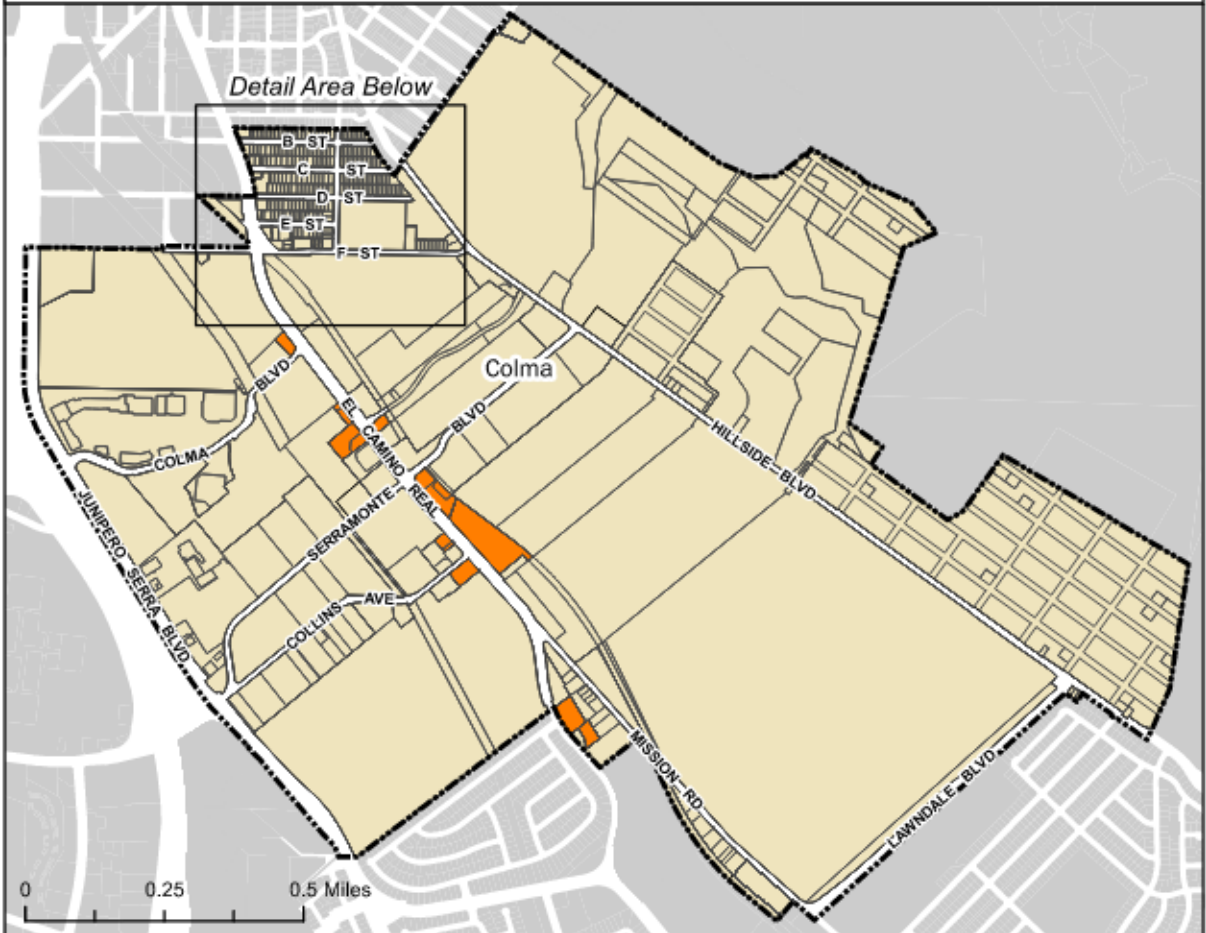 Detail Area Below
B ST
C ST
D ST
E ST
F ST
Colma
COLMA BLVD
EL CAMINO REAL
SERRAMONTE BLVD
HILLSIDE BLVD
JUNIPERO SERRA BLVD
COLLINS AVE
MISSION RD
LAWNDALE BLVD
0 0.25 0.5 Miles